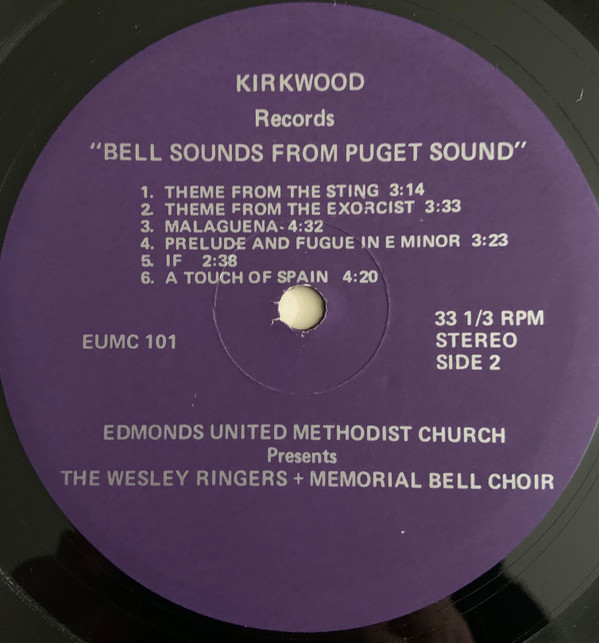 KIRKWOOD
Records
"BELL SOUNDS FROM PUGET SOUND"
1. THEME FROM THE STING 3:14
2. THEME FROM THE EXORCIST 3:33
3. MALAGUENA-4:32
4. PRELUDE AND FUGUE IN E MINOR 3:23
5. IF 2:38
6. A TOUCH OF SPAIN 4:20
EUMC 101
33 1/3 RPM
STEREO
SIDE 2
EDMONDS UNITED METHODIST CHURCH
Presents
THE WESLEY RINGERS + MEMORIAL BELL CHOIR